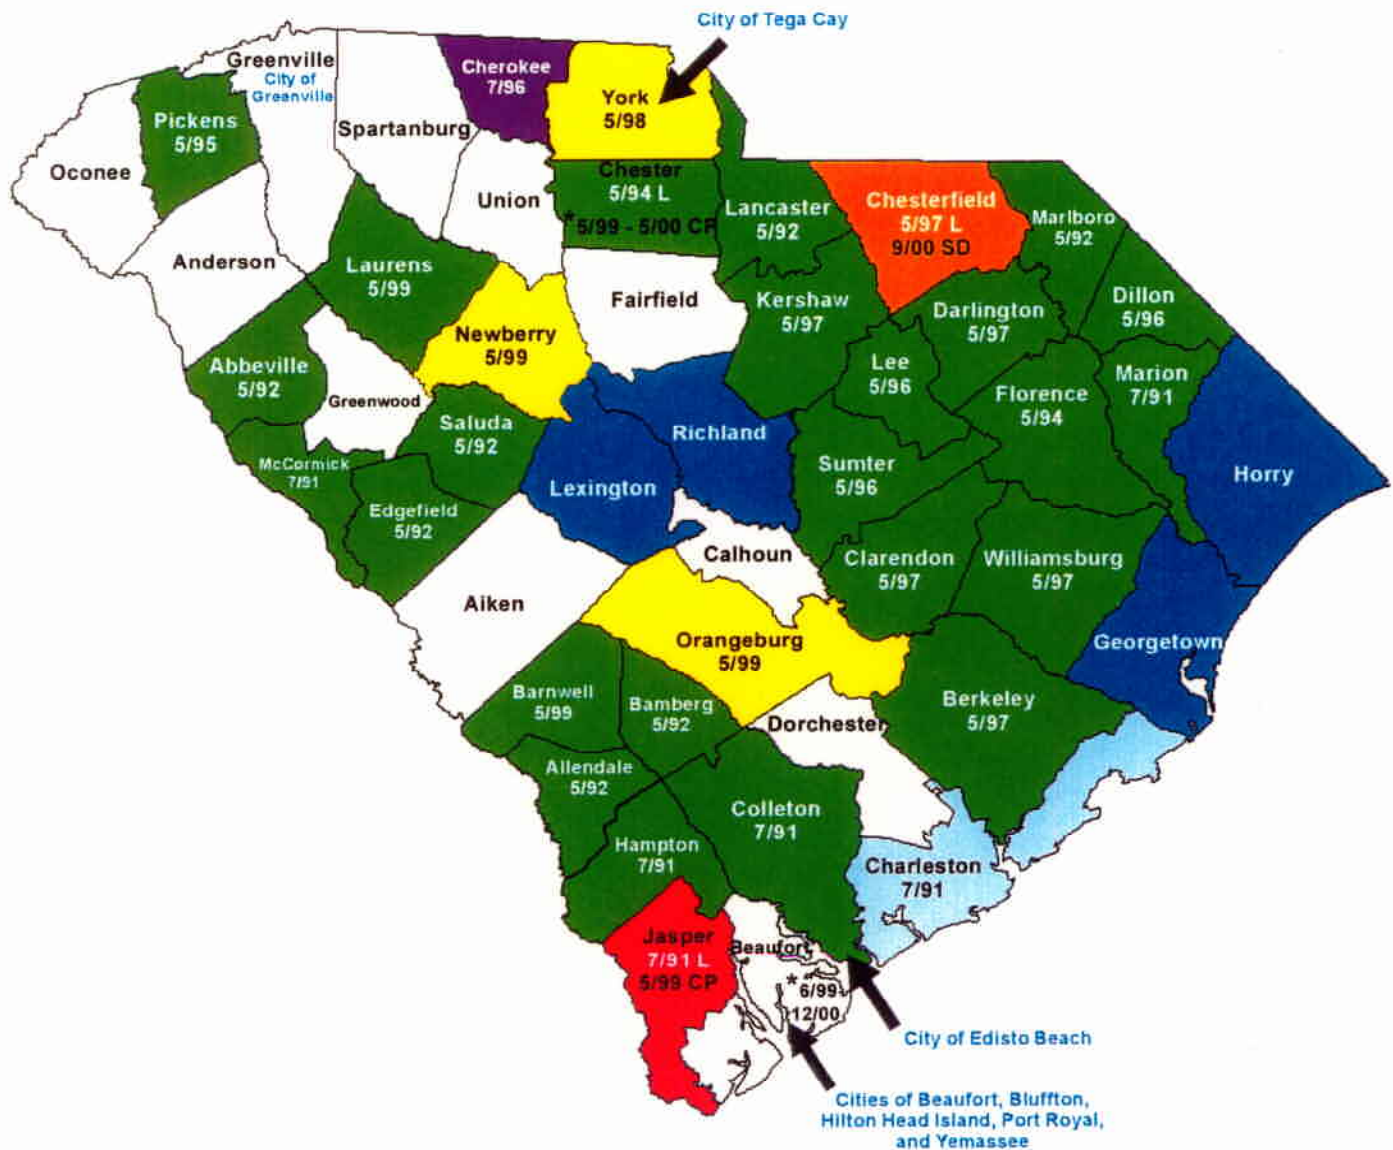 City of Tega Cay
Greenville
City of
Greenville
Cherokee
7/96
York
5/98
Pickens
5/95
Spartanburg
Oconee
Union
Chester
5/94 L
*5/99 - 5/00 CP
Lancaster
5/92
Chesterfield
5/97 L
9/00 SD
Marlboro
5/92
Anderson
Laurens
5/99
Fairfield
Kershaw
5/97
Darlington
5/97
Dillon
5/96
Newberry
5/99
Abbeville
5/92
Greenwood
Lee
5/96
Florence
5/94
Marion
7/91
Saluda
5/92
Richland
McCormick
7/91
Sumter
5/96
Horry
Lexington
Edgefield
5/92
Calhoun
Clarendon
5/97
Williamsburg
5/97
Aiken
Orangeburg
5/99
Georgetown
Barnwell
5/99
Bamberg
5/92
Berkeley
5/97
Dorchester
Allendale
5/92
Colleton
7/91
Hampton
7/91
Charleston
7/91
Jasper
7/91 L
5/99 CP
Beaufort
*6/99-
12/00
City of Edisto Beach
Cities of Beaufort, Bluffton,
Hilton Head Island, Port Royal,
and Yemassee